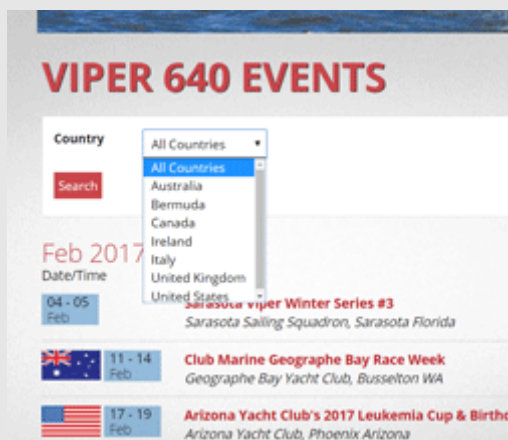 VIPER 640 EVENTS
Country
All Countries
All Countries
Australia
Bermuda
Canada
Ireland
Italy
United Kingdom
United States
Search
Feb 2017
Date/Time
04 - 05
Feb
Sarasota Viper Winter Series #3
Sarasota Sailing Squadron, Sarasota Florida
11 - 14
Feb
Club Marine Geographe Bay Race Week
Geographe Bay Yacht Club, Busselton WA
17 - 19
Feb
Arizona Yacht Club's 2017 Leukemia Cup & Birtho
Arizona Yacht Club, Phoenix Arizona